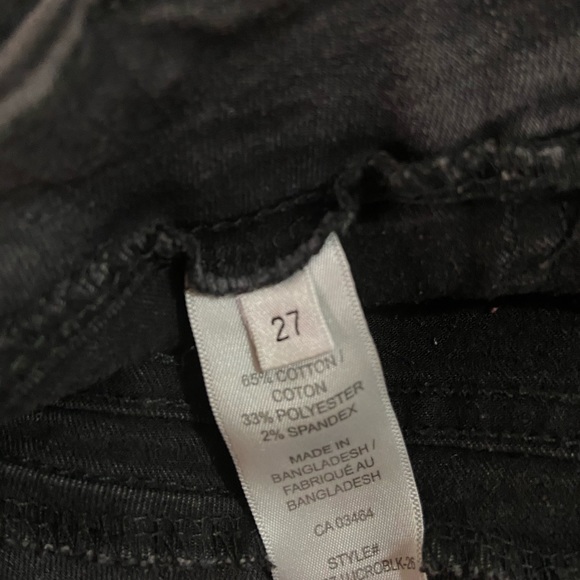 27
65% COTTON /
COTON
33% POLYESTER
2% SPANDEX
MADE IN
BANGLADESH /
FABRIQUÉ AU
BANGLADESH
CA 03464
STYLE#